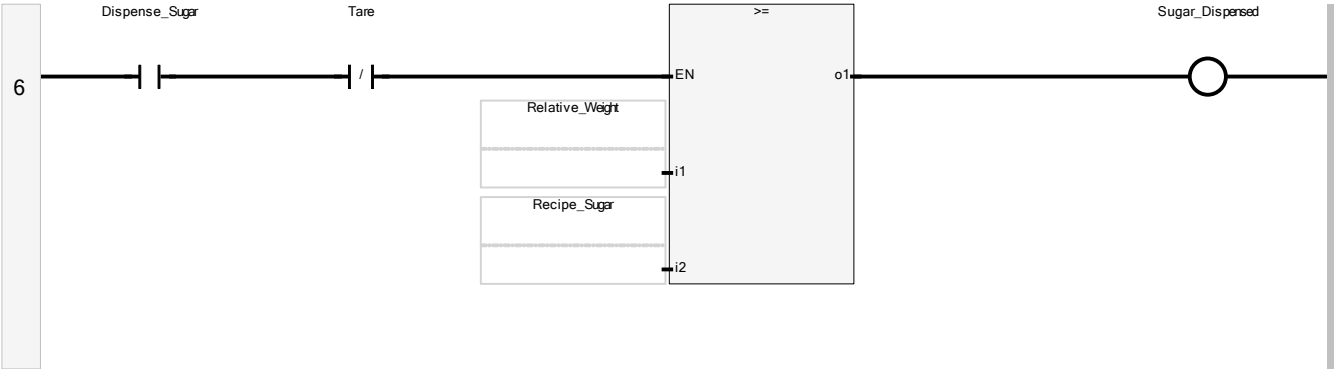 Dispense_Sugar Tare >= Sugar_Dispensed
6 / EN o1
Relative_Weight
i1
Recipe_Sugar
i2